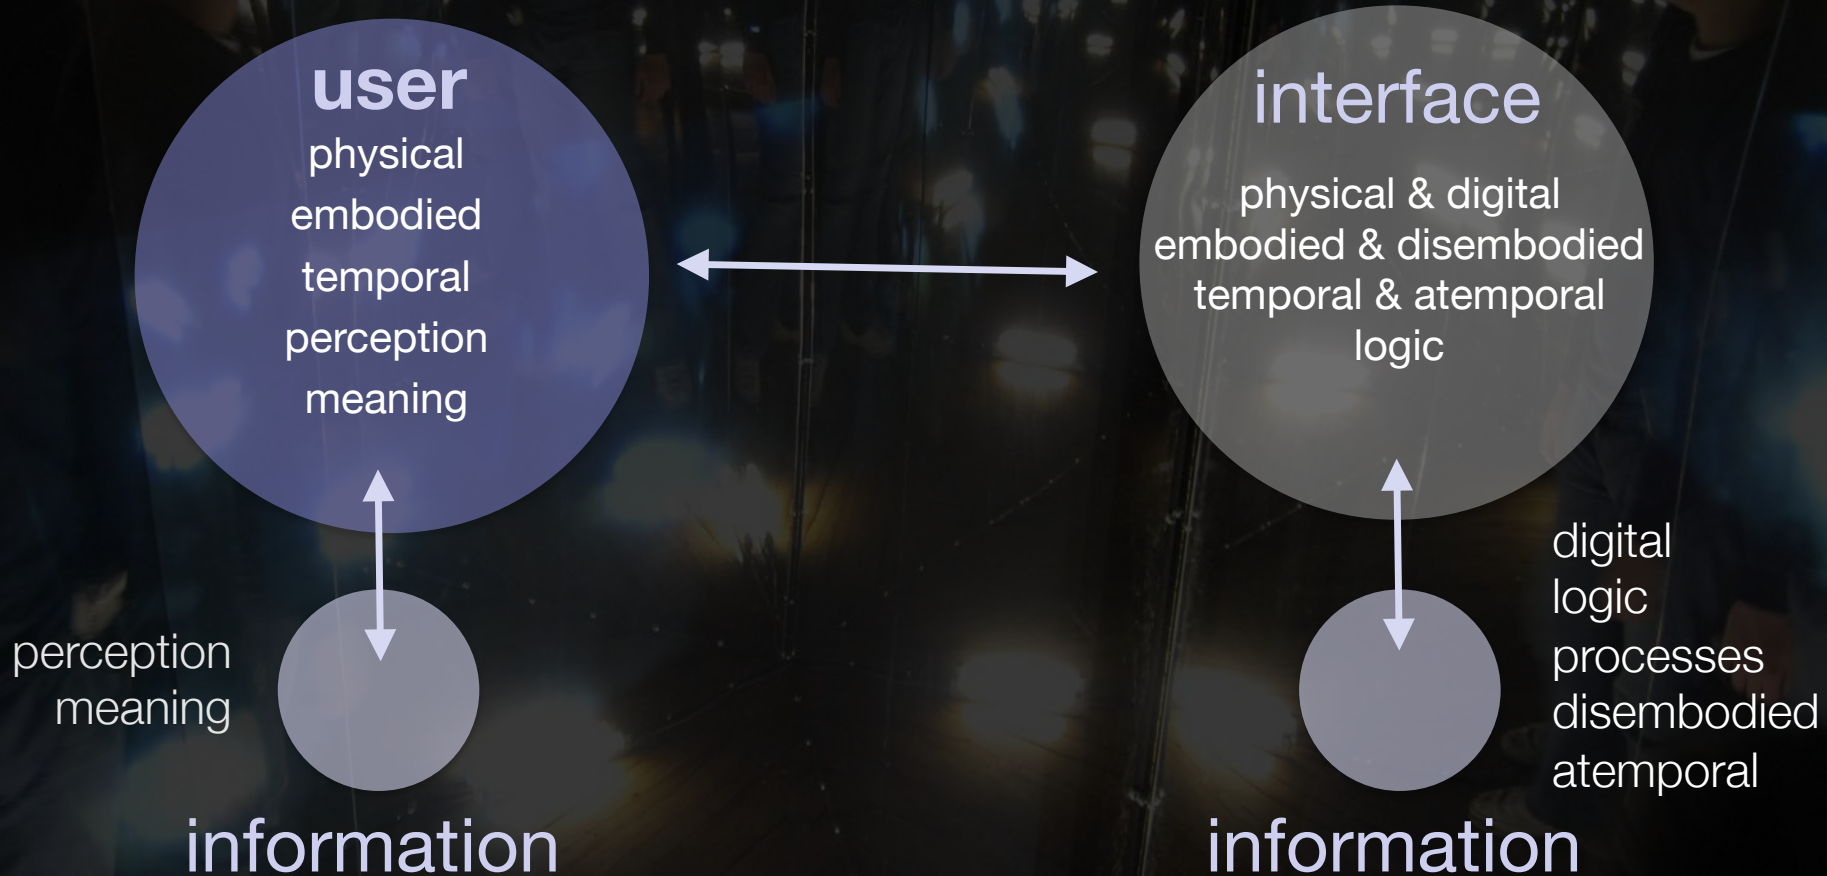 user
physical
embodied
temporal
perception
meaning
interface
physical & digital
embodied & disembodied
temporal & atemporal
logic
perception
meaning
information
digital
logic
processes
disembodied
atemporal
information